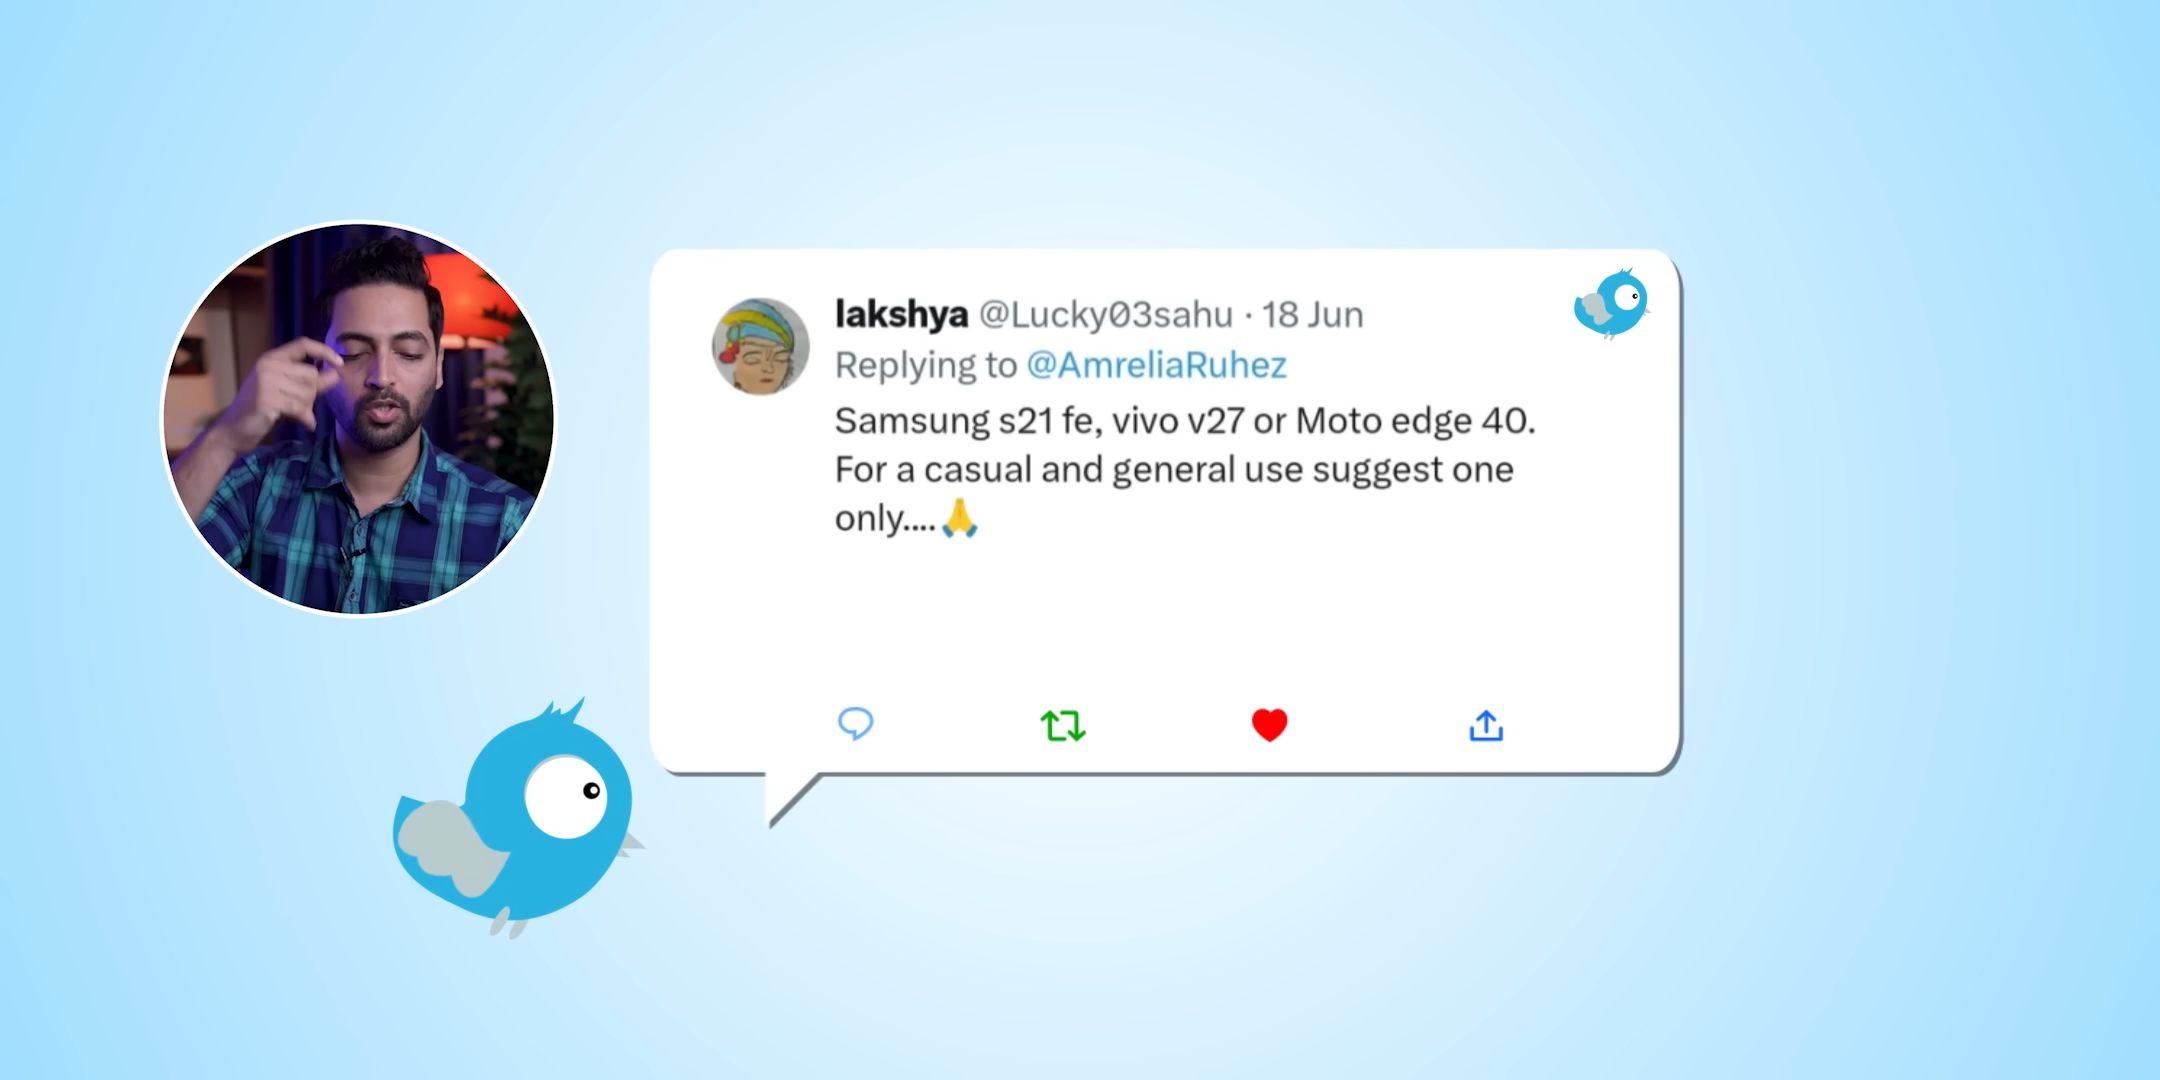 lakshya @Lucky03sahu · 18 Jun
Replying to @AmreliaRuhez
Samsung s21 fe, vivo v27 or Moto edge 40.
For a casual and general use suggest one
only....🙏